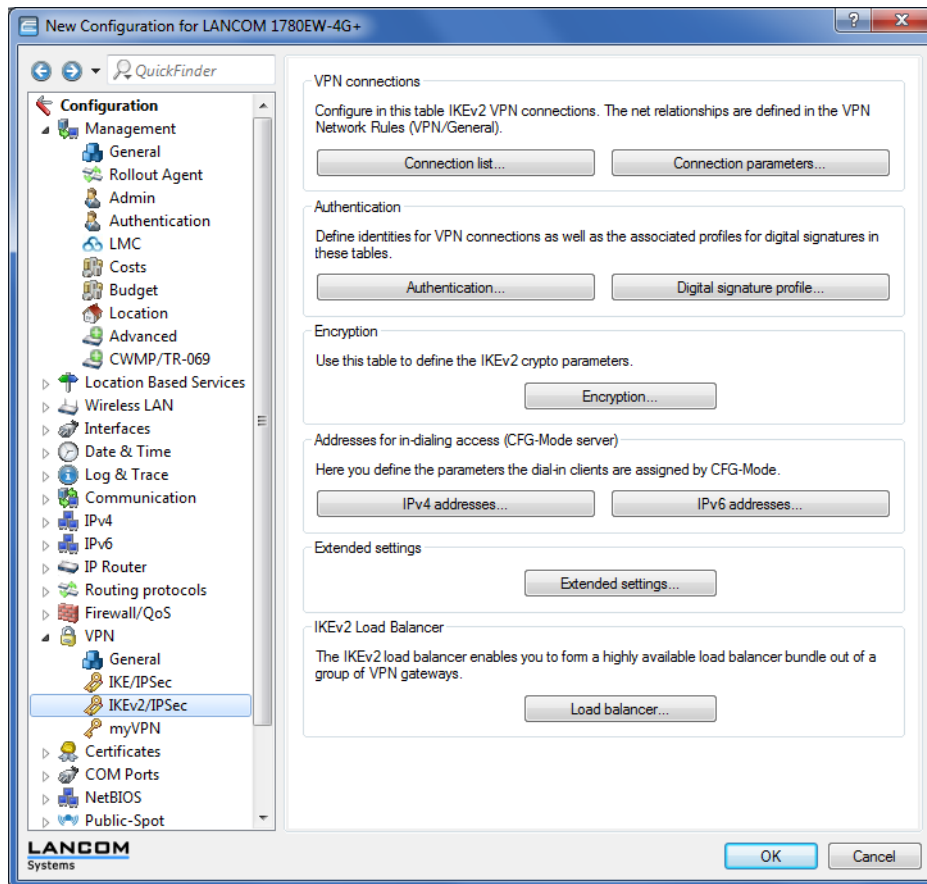 New Configuration for LANCOM 1780EW-4G+
QuickFinder
Configuration
Management
General
Rollout Agent
Admin
Authentication
LMC
Costs
Budget
Location
Advanced
CWMP/TR-069
Location Based Services
Wireless LAN
Interfaces
Date & Time
Log & Trace
Communication
IPv4
IPv6
IP Router
Routing protocols
Firewall/QoS
VPN
General
IKE/IPSec
IKEv2/IPSec
myVPN
Certificates
COM Ports
NetBIOS
Public-Spot
VPN connections
Configure in this table IKEv2 VPN connections. The net relationships are defined in the VPN
Network Rules (VPN/General).
Connection list...
Connection parameters...
Authentication
Define identities for VPN connections as well as the associated profiles for digital signatures in
these tables.
Authentication...
Digital signature profile...
Encryption
Use this table to define the IKEv2 crypto parameters.
Encryption...
Addresses for in-dialing access (CFG-Mode server)
Here you define the parameters the dial-in clients are assigned by CFG-Mode.
IPv4 addresses...
IPv6 addresses...
Extended settings
Extended settings...
IKEv2 Load Balancer
The IKEv2 load balancer enables you to form a highly available load balancer bundle out of a
group of VPN gateways.
Load balancer...
LANCOM
Systems
OK
Cancel